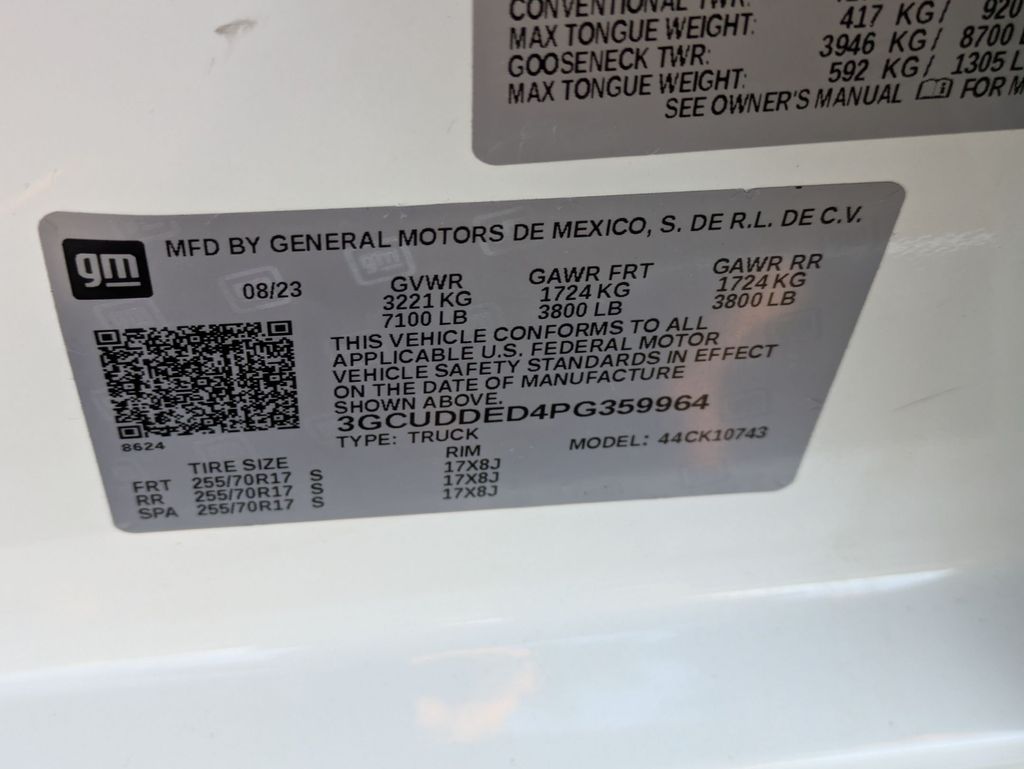 CONVENTIONAL TWR:
MAX TONGUE WEIGHT: 417 KG/ 920
GOOSENECK TWR: 3946 KG/ 8700 L
MAX TONGUE WEIGHT: 592 KG/ 1305 L
SEE OWNER'S MANUAL FOR M
gm MFD BY GENERAL MOTORS DE MEXICO, S. DE R.L. DE C.V.
08/23 GVWR GAWR FRT GAWR RR
3221 KG 1724 KG 1724 KG
7100 LB 3800 LB 3800 LB
THIS VEHICLE CONFORMS TO ALL
APPLICABLE U.S. FEDERAL MOTOR
VEHICLE SAFETY STANDARDS IN EFFECT
ON THE DATE OF MANUFACTURE
SHOWN ABOVE.
3GCUDDED4PG359964
8624 TYPE: TRUCK MODEL: 44CK10743
TIRE SIZE RIM
FRT 255/70R17 S 17X8J
RR 255/70R17 S 17X8J
SPA 255/70R17 S 17X8J